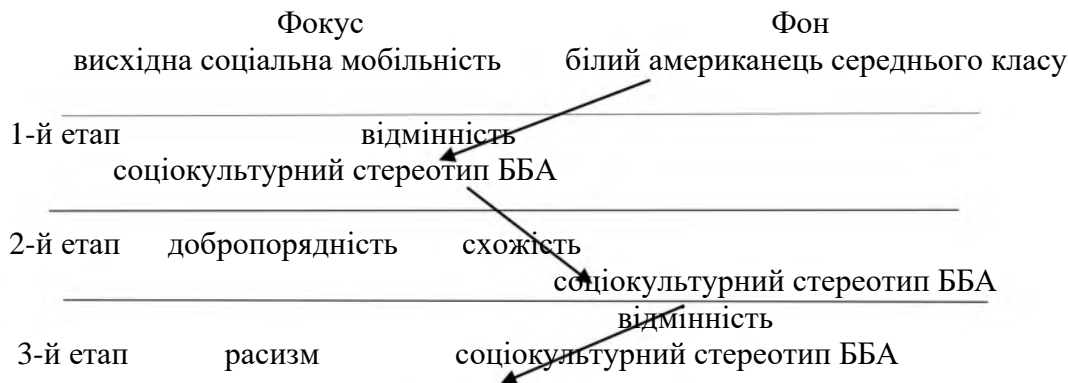 Фокус Фон
висхідна соціальна мобільність білий американець середнього класу
1-й етап відмінність
соціокультурний стереотип ББА
2-й етап добропорядність схожість
соціокультурний стереотип ББА
відмінність
3-й етап расизм соціокультурний стереотип ББА